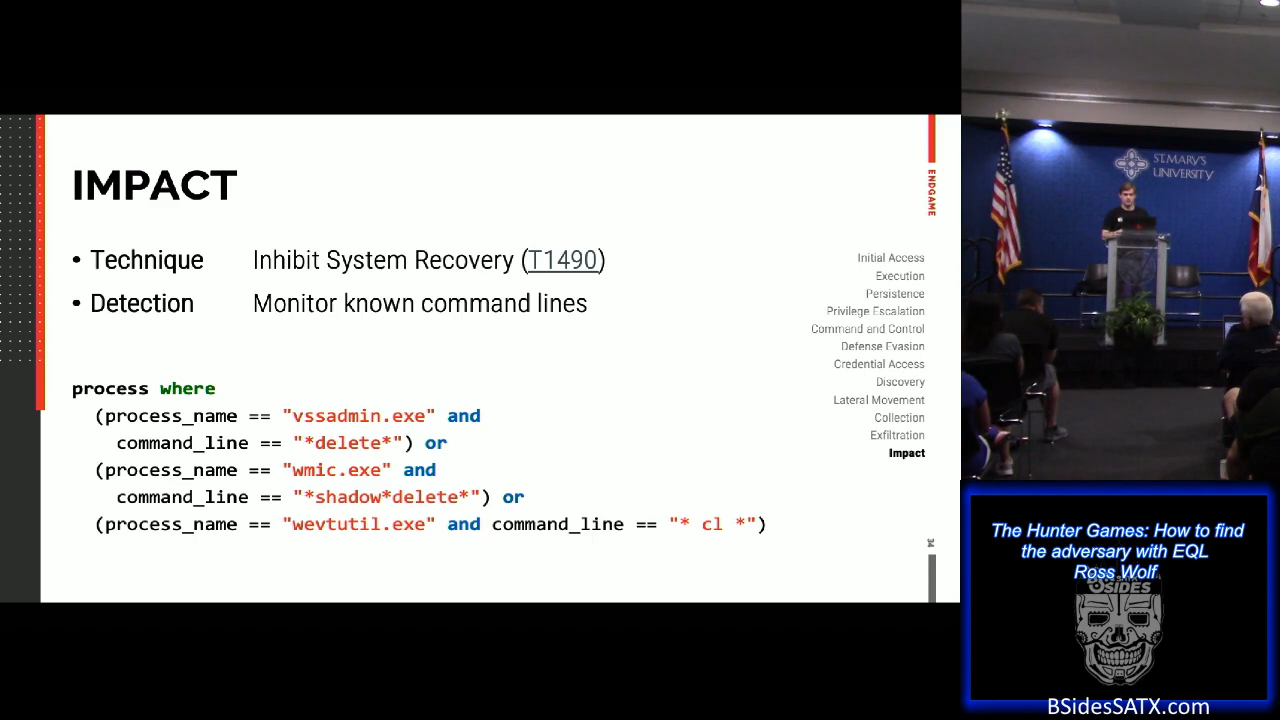 IMPACT
• Technique Inhibit System Recovery (T1490)
• Detection Monitor known command lines
process where
(process_name == "vssadmin.exe" and
command_line == "*delete*") or
(process_name == "wmic.exe" and
command_line == "*shadow*delete*") or
(process_name == "wevtutil.exe" and command_line == "* cl *")
ENDGAME
Initial Access
Execution
Persistence
Privilege Escalation
Command and Control
Defense Evasion
Credential Access
Discovery
Lateral Movement
Collection
Exfiltration
Impact
34
ST. MARY'S
UNIVERSITY
The Hunter Games: How to find
the adversary with EQL
Ross Wolf
BSIDES
BSidesSATX.com